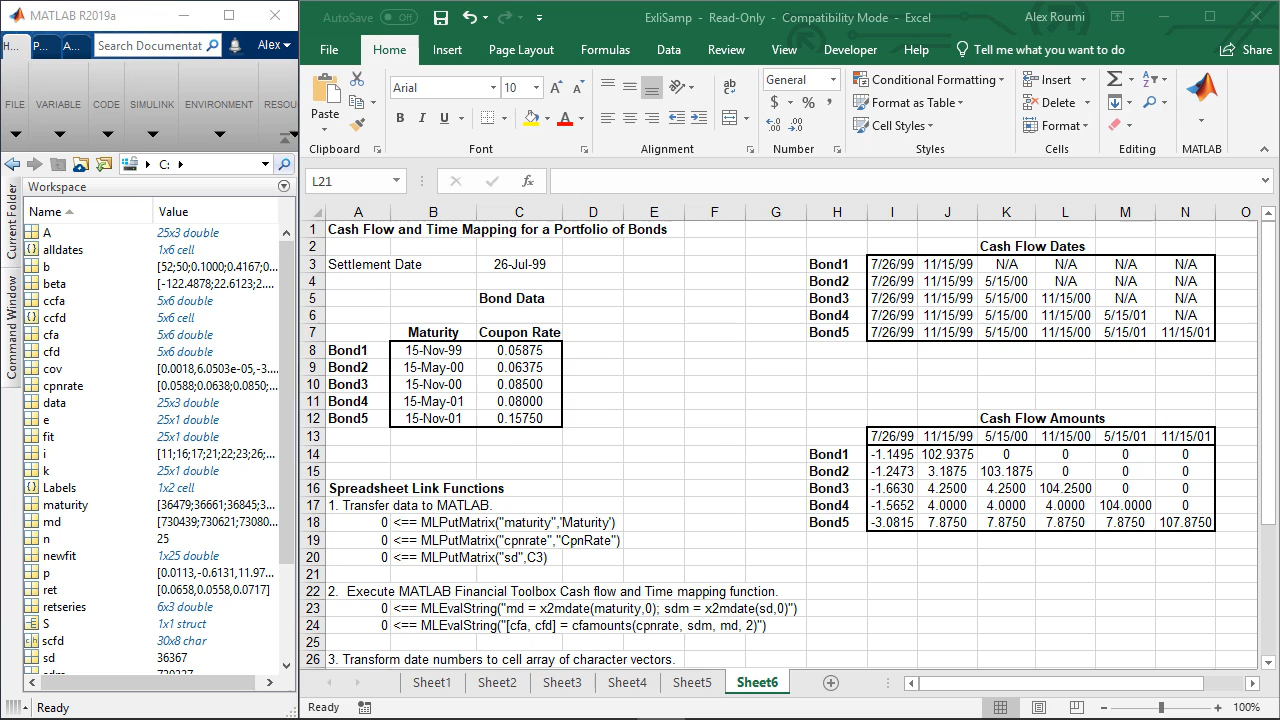 MATLAB R2019a
H... P... A... Search Documentat Alex
FILE VARIABLE CODE SIMULINK ENVIRONMENT RESOU
C:
Current Folder
Command Window
Workspace
Name Value
A 25x3 double
alldates 1x6 cell
b [52;50;0.1000;0.4167;0...
beta [-122.4878;22.6123;2....
ccfa 5x6 double
ccfd 5x6 cell
cfa 5x6 double
cfd 5x6 double
cov [0.0018,6.0503e-05,-3....
cpnrate [0.0588;0.0638;0.0850;...
data 25x3 double
e 25x1 double
fit 25x1 double
i [11;16;17;21;22;23;26;...
k 25x1 double
Labels 1x2 cell
maturity [36479;36661;36845;3...
md [730439;730621;73080...
n 25
newfit 1x25 double
p [0.0113,-0.6131,11.97...
ret [0.0658,0.0558,0.0717]
retseries 6x3 double
S 1x1 struct
scfd 30x8 char
sd 36367
Ready
AutoSave Off ExliSamp - Read-Only - Compatibility Mode - Excel Alex Roumi
File Home Insert Page Layout Formulas Data Review View Developer Help Tell me what you want to do Share
Paste
Arial 10
B I U
General
$ % ,
Conditional Formatting
Format as Table
Cell Styles
Insert
Delete
Format
Clipboard Font Alignment Number Styles Cells Editing MATLAB
L21 fx
A B C D E F G H I J K L M N O
1 Cash Flow and Time Mapping for a Portfolio of Bonds
2 Cash Flow Dates
3 Settlement Date 26-Jul-99 Bond1 7/26/99 11/15/99 N/A N/A N/A N/A
4 Bond2 7/26/99 11/15/99 5/15/00 N/A N/A N/A
5 Bond Data Bond3 7/26/99 11/15/99 5/15/00 11/15/00 N/A N/A
6 Bond4 7/26/99 11/15/99 5/15/00 11/15/00 5/15/01 N/A
7 Maturity Coupon Rate Bond5 7/26/99 11/15/99 5/15/00 11/15/00 5/15/01 11/15/01
8 Bond1 15-Nov-99 0.05875
9 Bond2 15-May-00 0.06375
10 Bond3 15-Nov-00 0.08500
11 Bond4 15-May-01 0.08000
12 Bond5 15-Nov-01 0.15750 Cash Flow Amounts
13 7/26/99 11/15/99 5/15/00 11/15/00 5/15/01 11/15/01
14 Bond1 -1.1495 102.9375 0 0 0 0
15 Bond2 -1.2473 3.1875 103.1875 0 0 0
16 Spreadsheet Link Functions Bond3 -1.6630 4.2500 4.2500 104.2500 0 0
17 1. Transfer data to MATLAB. Bond4 -1.5652 4.0000 4.0000 4.0000 104.0000 0
18 0 <== MLPutMatrix("maturity",'Maturity') Bond5 -3.0815 7.8750 7.8750 7.8750 7.8750 107.8750
19 0 <== MLPutMatrix("cpnrate","CpnRate")
20 0 <== MLPutMatrix("sd",C3)
21
22 2. Execute MATLAB Financial Toolbox Cash flow and Time mapping function.
23 0 <== MLEvalString("md = x2mdate(maturity,0); sdm = x2mdate(sd,0)")
24 0 <== MLEvalString("[cfa, cfd] = cfamounts(cpnrate, sdm, md, 2)")
25
26 3. Transform date numbers to cell array of character vectors.
Sheet1 Sheet2 Sheet3 Sheet4 Sheet5 Sheet6
Ready 100%